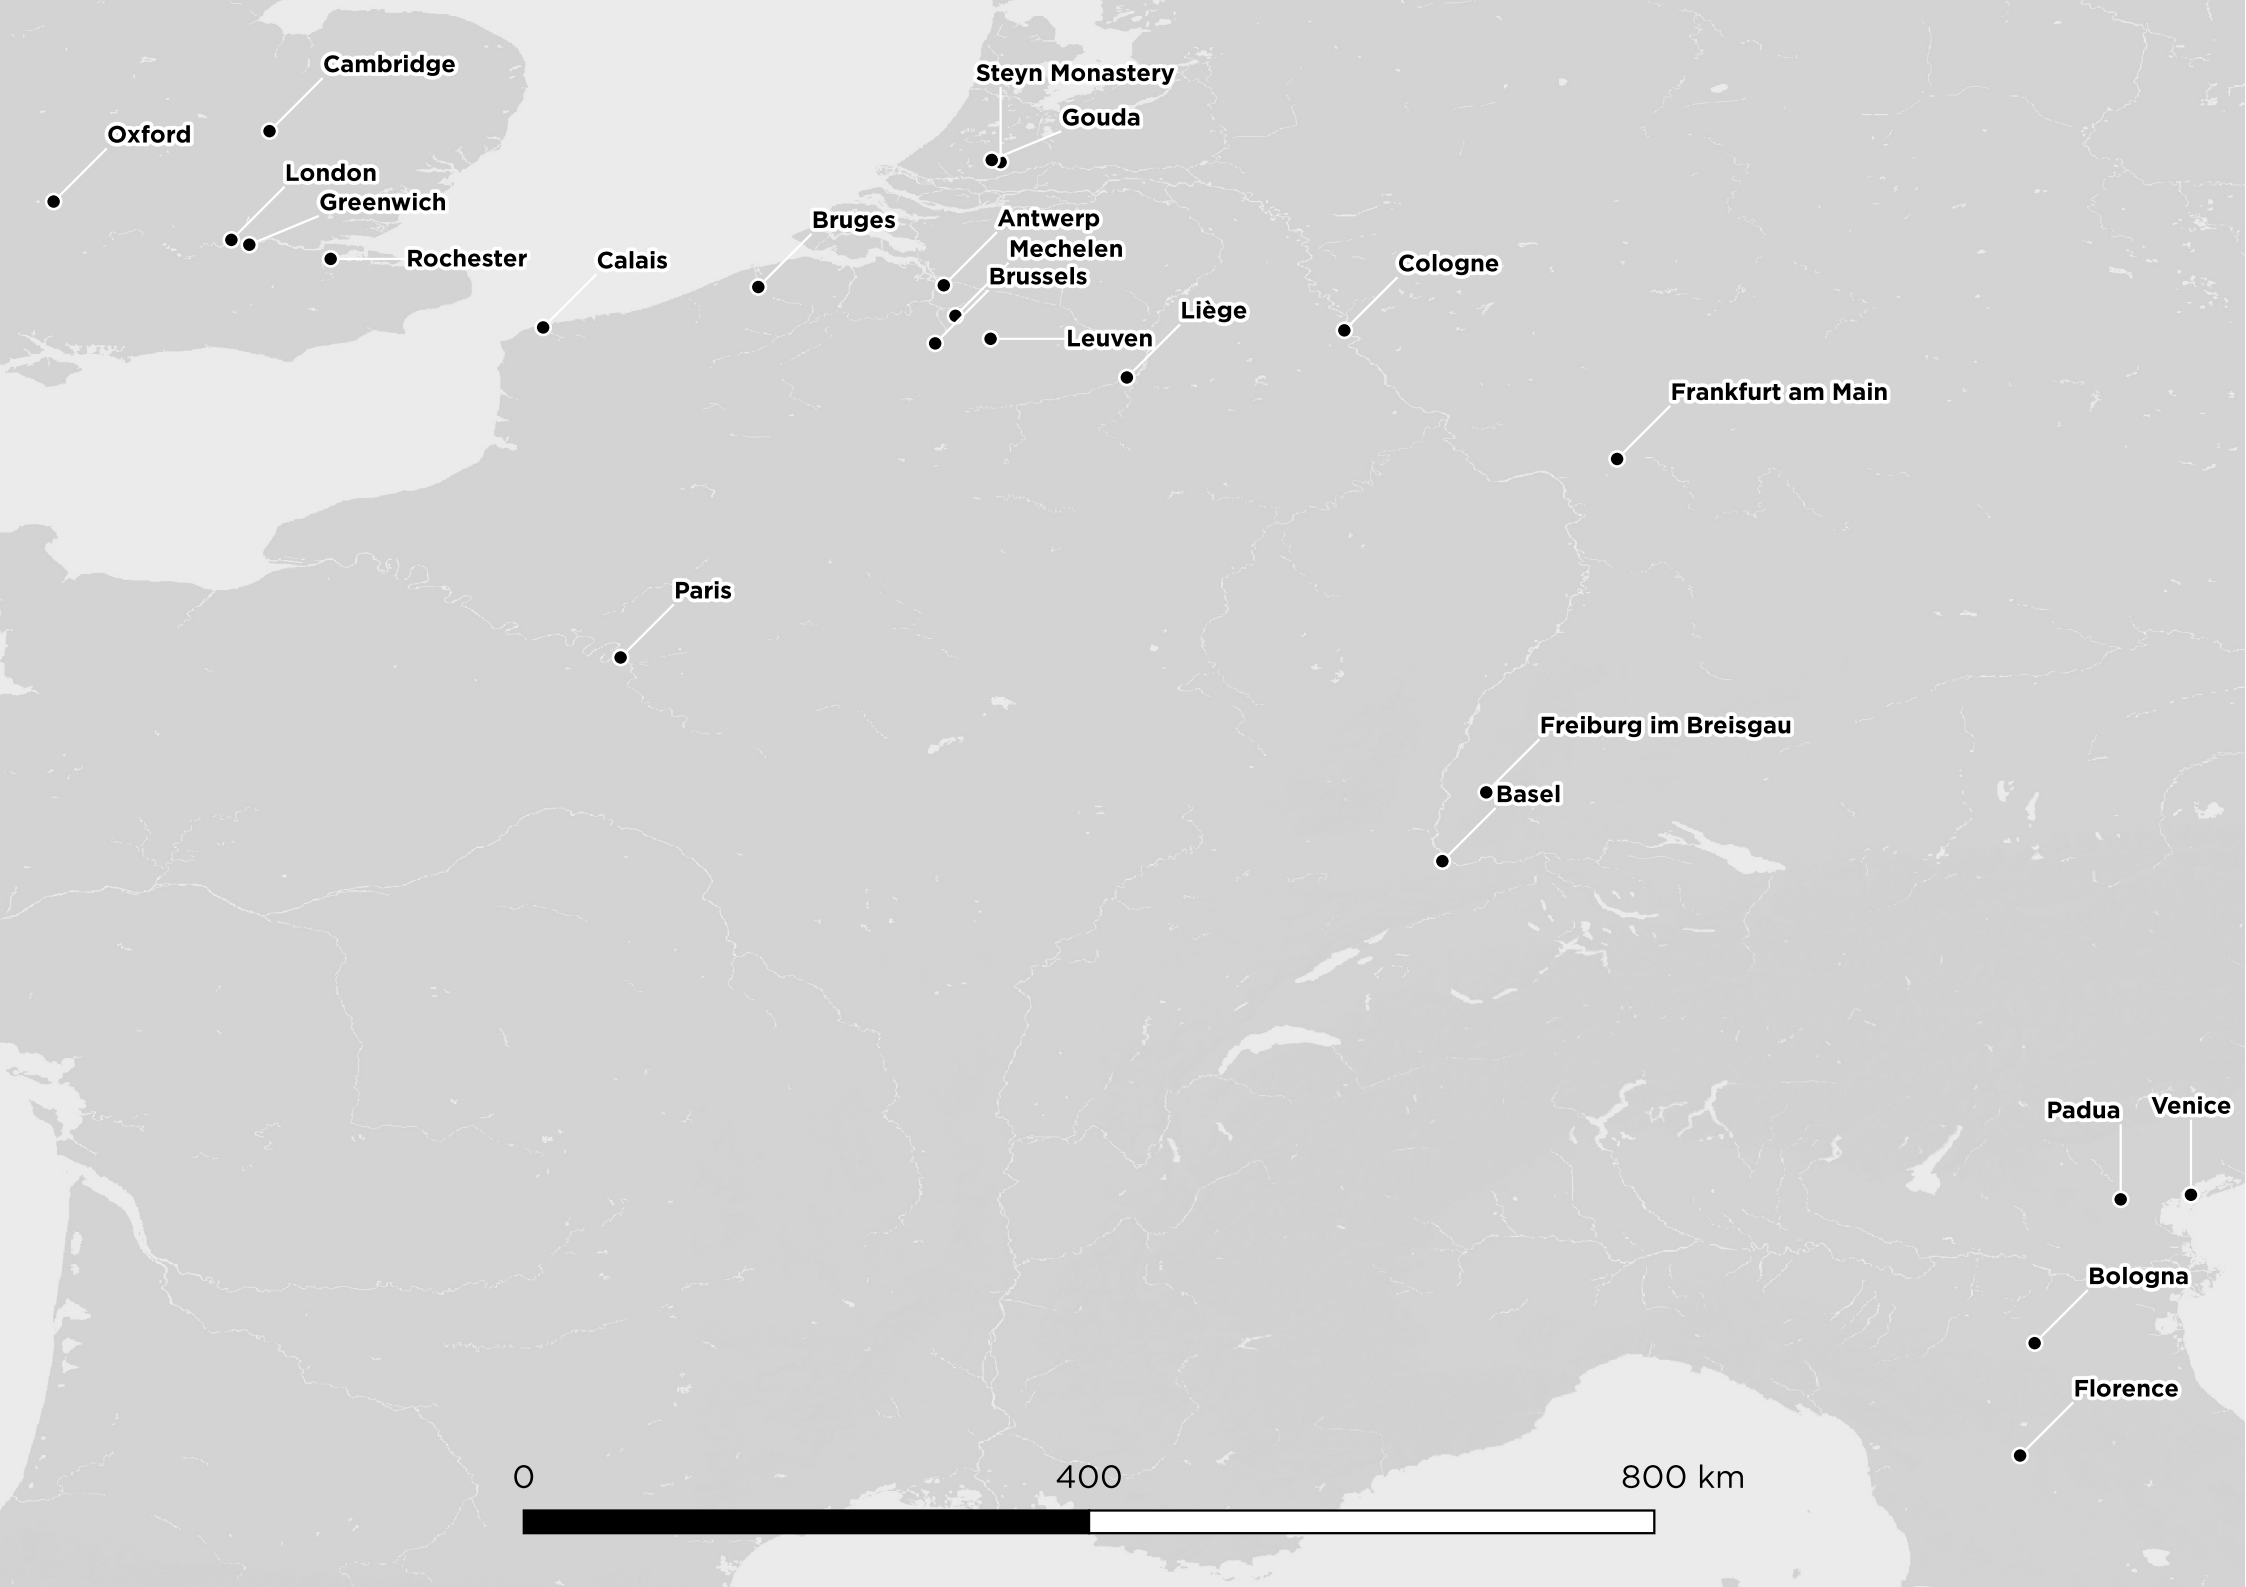 Cambridge
Steyn Monastery
Gouda
Oxford
London
Greenwich
Rochester
Calais
Bruges
Antwerp
Mechelen
Brussels
Cologne
Liège
Leuven
Frankfurt am Main
Paris
Freiburg im Breisgau
Basel
Padua
Venice
Bologna
Florence
0 400 800 km